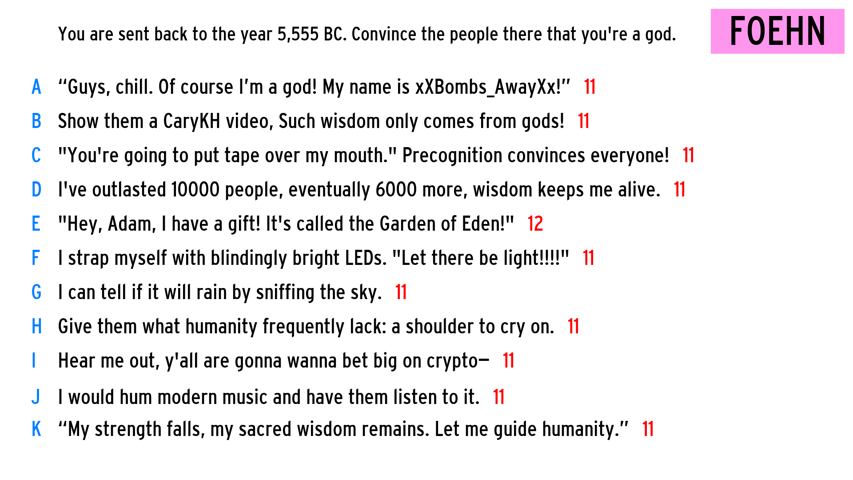 You are sent back to the year 5,555 BC. Convince the people there that you're a god.
FOEHN
A “Guys, chill. Of course I’m a god! My name is xXBombs_AwayXx!” 11
B Show them a CaryKH video, Such wisdom only comes from gods! 11
C "You're going to put tape over my mouth." Precognition convinces everyone! 11
D I've outlasted 10000 people, eventually 6000 more, wisdom keeps me alive. 11
E "Hey, Adam, I have a gift! It's called the Garden of Eden!" 12
F I strap myself with blindingly bright LEDs. "Let there be light!!!!" 11
G I can tell if it will rain by sniffing the sky. 11
H Give them what humanity frequently lack: a shoulder to cry on. 11
I Hear me out, y'all are gonna wanna bet big on crypto— 11
J I would hum modern music and have them listen to it. 11
K “My strength falls, my sacred wisdom remains. Let me guide humanity.” 11